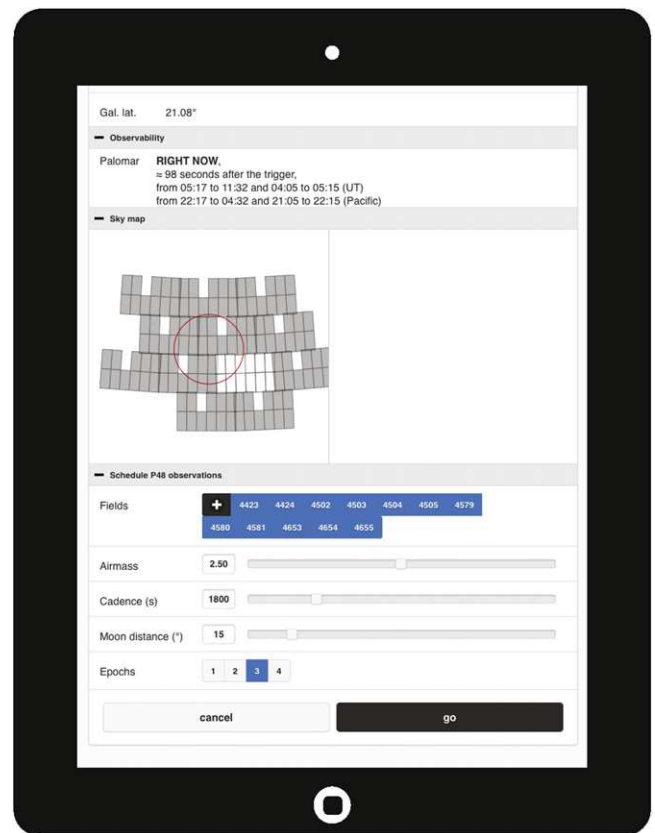 Gal. lat. 21.08°
Observability
Palomar RIGHT NOW,
≈ 98 seconds after the trigger,
from 05:17 to 11:32 and 04:05 to 05:15 (UT)
from 22:17 to 04:32 and 21:05 to 22:15 (Pacific)
Sky map
Schedule P48 observations
Fields + 4423 4424 4502 4503 4504 4505 4579
4580 4581 4653 4654 4655
Airmass 2.50
Cadence (s) 1800
Moon distance (°) 15
Epochs 1 2 3 4
cancel go